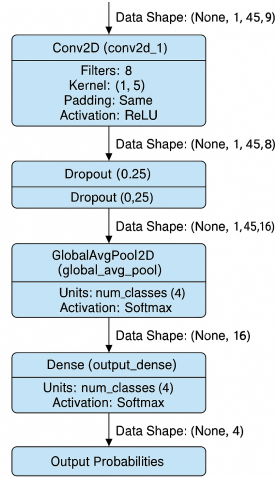 Data Shape: (None, 1, 45,9)
Conv2D (conv2d_1)
Filters: 8
Kernel: (1, 5)
Padding: Same
Activation: ReLU
Data Shape: (None, 1, 45,8)
Dropout (0.25)
Dropout (0,25)
Data Shape: (None, 1,45,16)
GlobalAvgPool2D
(global_avg_pool)
Units: num_classes (4)
Activation: Softmax
Data Shape: (None, 16)
Dense (output_dense)
Units: num_classes (4)
Activation: Softmax
Data Shape: (None, 4)
Output Probabilities